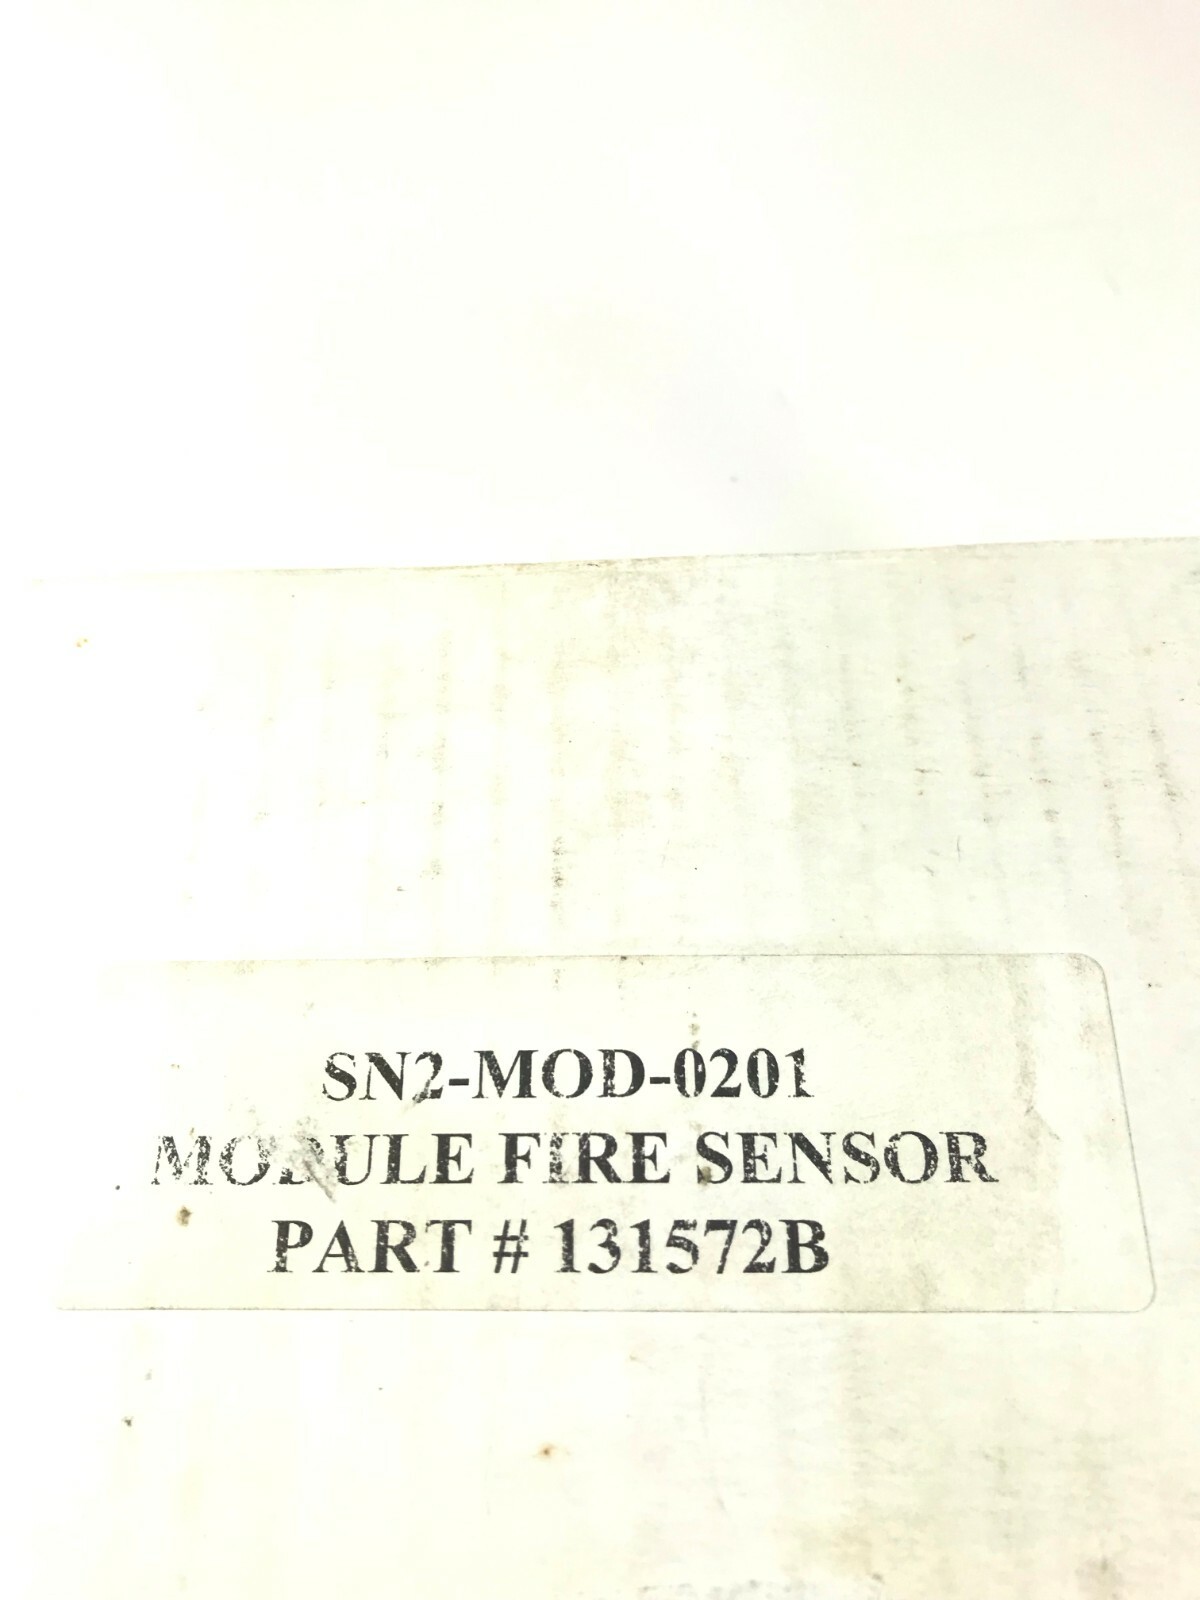 SN2-MOD-0201
MODULE FIRE SENSOR
PART # 131572B